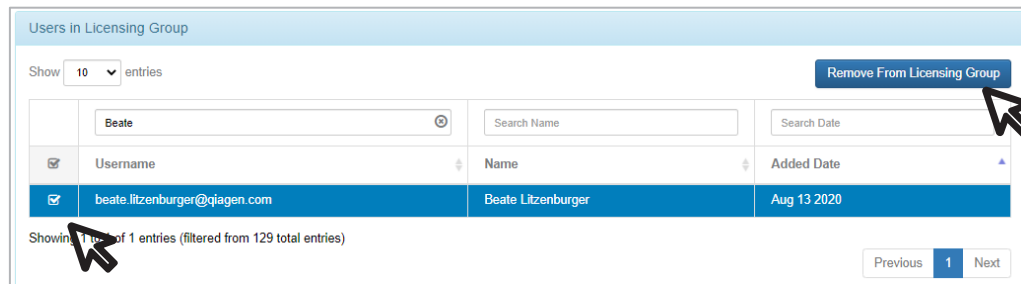 Users in Licensing Group
Show 10 entries
Remove From Licensing Group
Beate Search Name Search Date
Username Name Added Date
beate.litzenburger@qiagen.com Beate Litzenburger Aug 13 2020
Showing 1 of 1 entries (filtered from 129 total entries)
Previous 1 Next